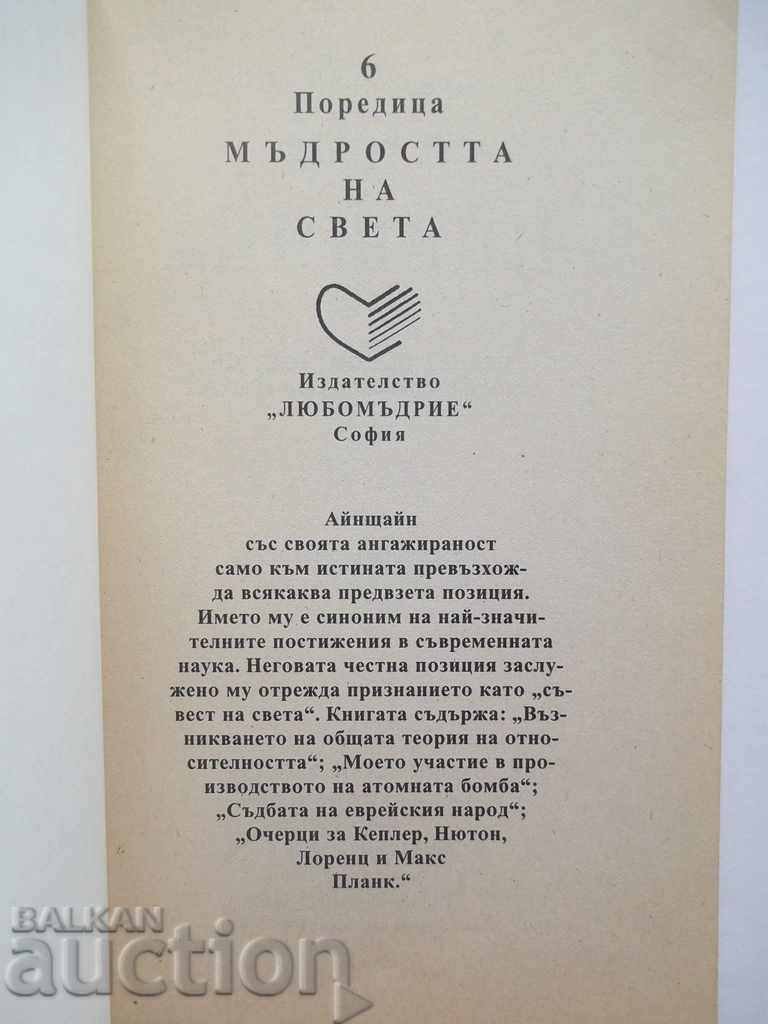 6
Поредица
МЪДРОСТТА
НА
СВЕТА
Издателство
„ЛЮБОМЪДРИЕ“
София
Айнщайн
със своята ангажираност
само към истината превъзхож-
да всякаква предвзета позиция.
Името му е синоним на най-значи-
телните постижения в съвременната
наука. Неговата честна позиция заслу-
жено му отрежда признанието като „съ-
вест на света“. Книгата съдържа: „Въз-
никването на общата теория на отно-
сителността“; „Моето участие в про-
изводството на атомната бомба“;
„Съдбата на еврейския народ“;
„Очерци за Кеплер, Нютон,
Лоренц и Макс
Планк.“
BALKAN
auction